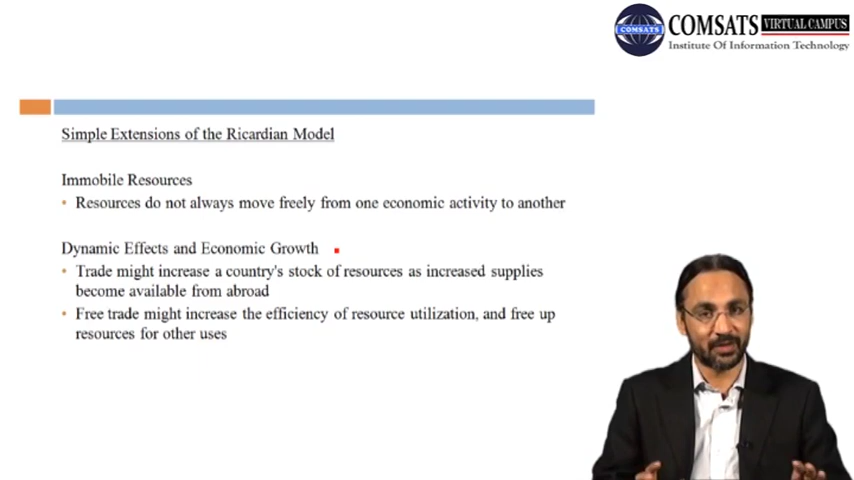 COMSATS
COMSATS VIRTUAL CAMPUS
Institute Of Information Technology
Simple Extensions of the Ricardian Model
Immobile Resources
• Resources do not always move freely from one economic activity to another
Dynamic Effects and Economic Growth
• Trade might increase a country's stock of resources as increased supplies
become available from abroad
• Free trade might increase the efficiency of resource utilization, and free up
resources for other uses